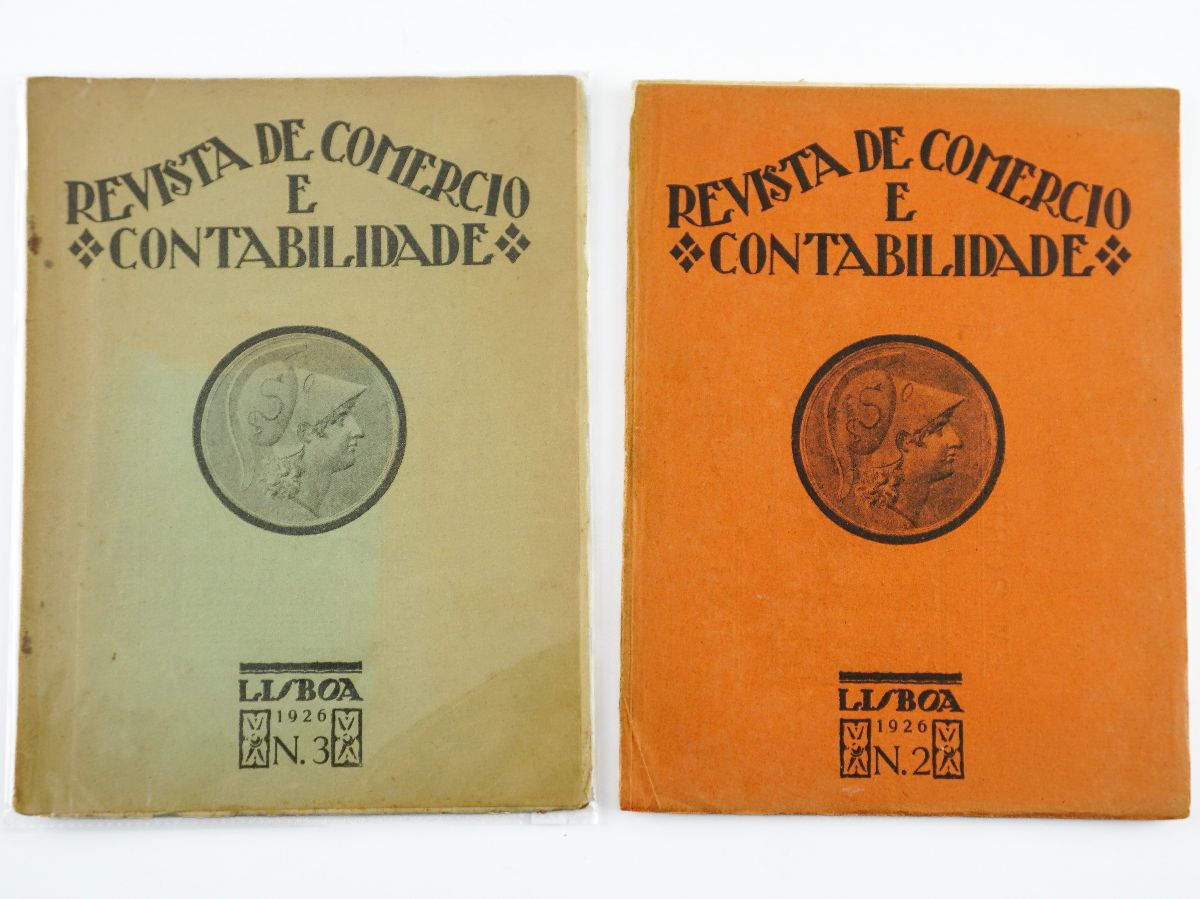 REVISTA DE COMERCIO
E
CONTABILIDADE
LISBOA
1926
N. 3
REVISTA DE COMERCIO
E
CONTABILIDADE
LISBOA
1926
N. 2